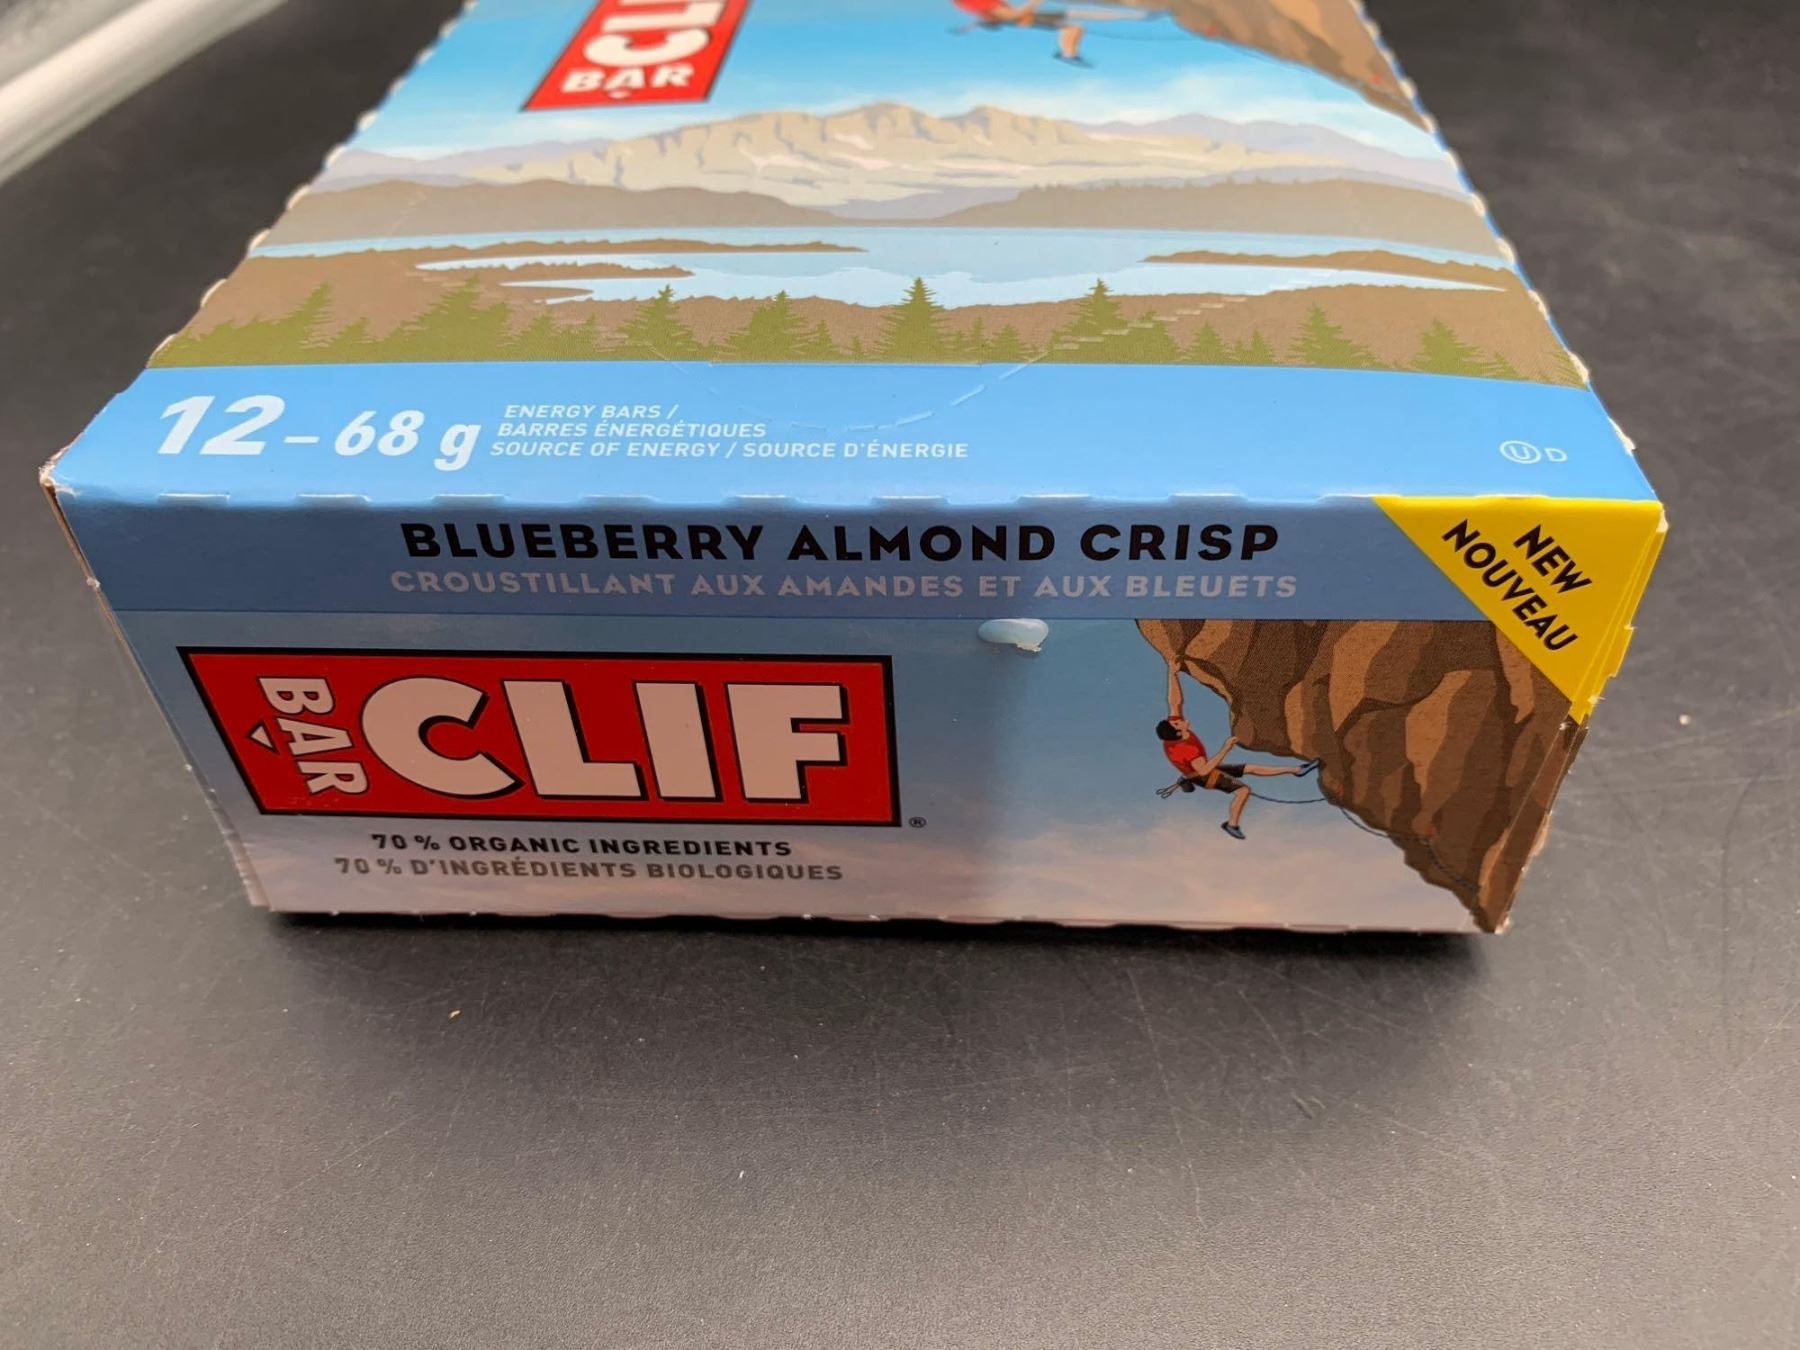 CLIF
BAR
12-68 g
ENERGY BARS /
BARRES ÉNERGÉTIQUES
SOURCE OF ENERGY / SOURCE D'ÉNERGIE
U D
BLUEBERRY ALMOND CRISP
CROUSTILLANT AUX AMANDES ET AUX BLEUETS
NEW
NOUVEAU
CLIF
BAR
®
70 % ORGANIC INGREDIENTS
70 % D'INGRÉDIENTS BIOLOGIQUES